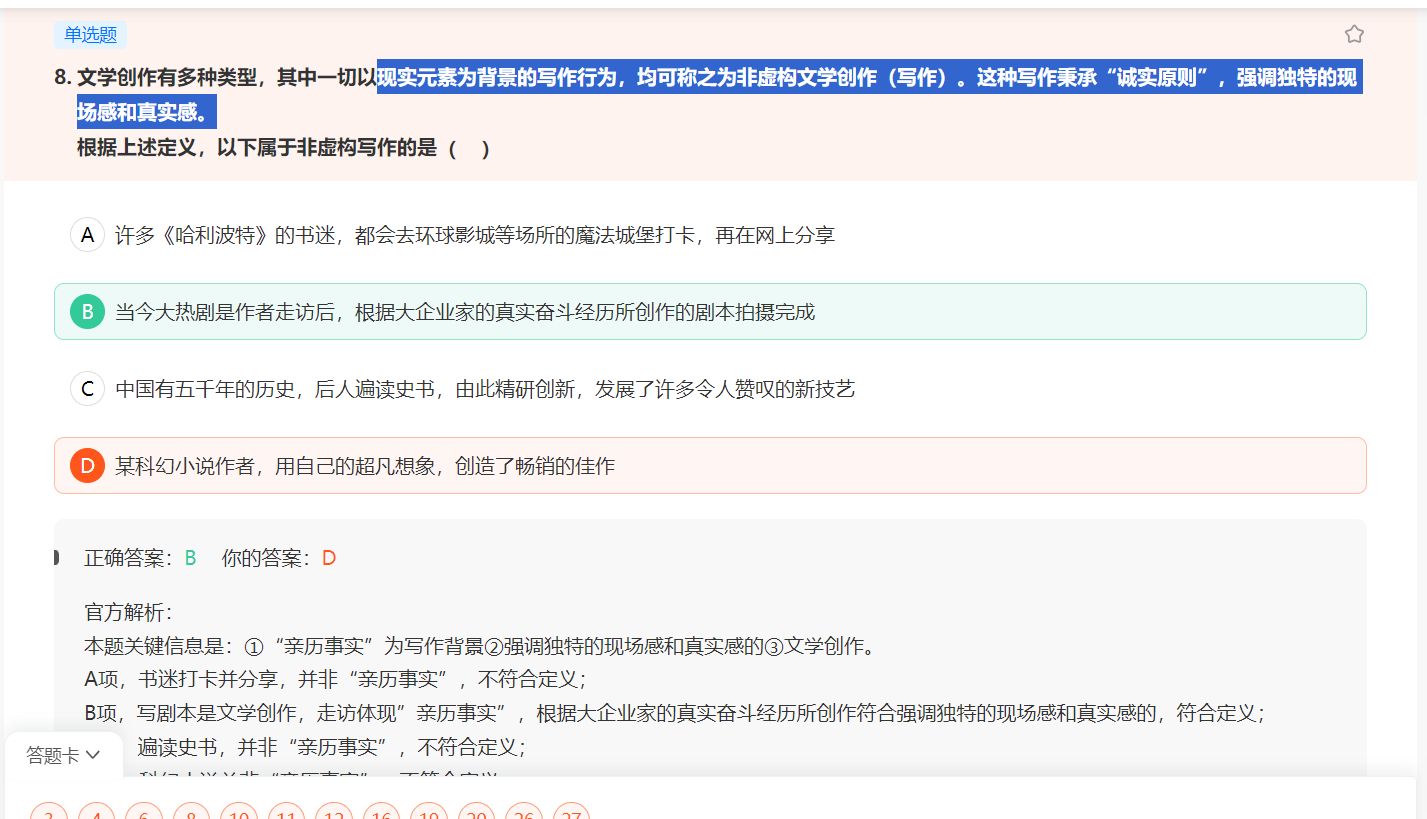 单选题
8. 文学创作有多种类型，其中一切以现实元素为背景的写作行为，均可称之为非虚构文学创作（写作）。这种写作秉承“诚实原则”，强调独特的现
场感和真实感。
根据上述定义，以下属于非虚构写作的是（　）
A 许多《哈利波特》的书迷，都会去环球影城等场所的魔法城堡打卡，再在网上分享
B 当今大热剧是作者走访后，根据大企业家的真实奋斗经历所创作的剧本拍摄完成
C 中国有五千年的历史，后人遍读史书，由此精研创新，发展了许多令人赞叹的新技艺
D 某科幻小说作者，用自己的超凡想象，创造了畅销的佳作
正确答案：B 你的答案：D
官方解析：
本题关键信息是：①“亲历事实”为写作背景②强调独特的现场感和真实感的③文学创作。
A项，书迷打卡并分享，并非“亲历事实”，不符合定义；
B项，写剧本是文学创作，走访体现”亲历事实”，根据大企业家的真实奋斗经历所创作符合强调独特的现场感和真实感的，符合定义；
遍读史书，并非“亲历事实”，不符合定义；
答题卡
3 4 6 8 10 11 12 16 19 20 26 27